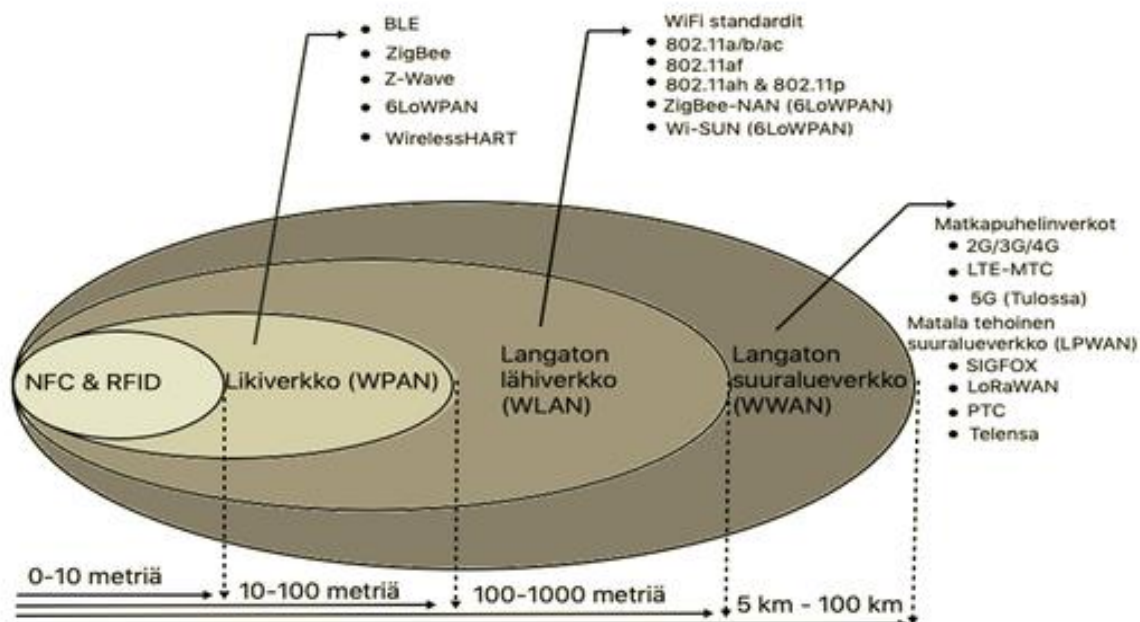 BLE
ZigBee
Z-Wave
6LoWPAN
WirelessHART
WiFi standardit
802.11a/b/ac
802.11af
802.11ah & 802.11p
ZigBee-NAN (6LoWPAN)
Wi-SUN (6LoWPAN)
Matkapuhelinverkot
2G/3G/4G
LTE-MTC
5G (Tulossa)
Matala tehoinen
suuralueverkko (LPWAN)
SIGFOX
LoRaWAN
PTC
Telensa
NFC & RFID
Likiverkko (WPAN)
Langaton
lähiverkko
(WLAN)
Langaton
suuralueverkko
(WWAN)
0-10 metriä
10-100 metriä
100-1000 metriä
5 km - 100 km